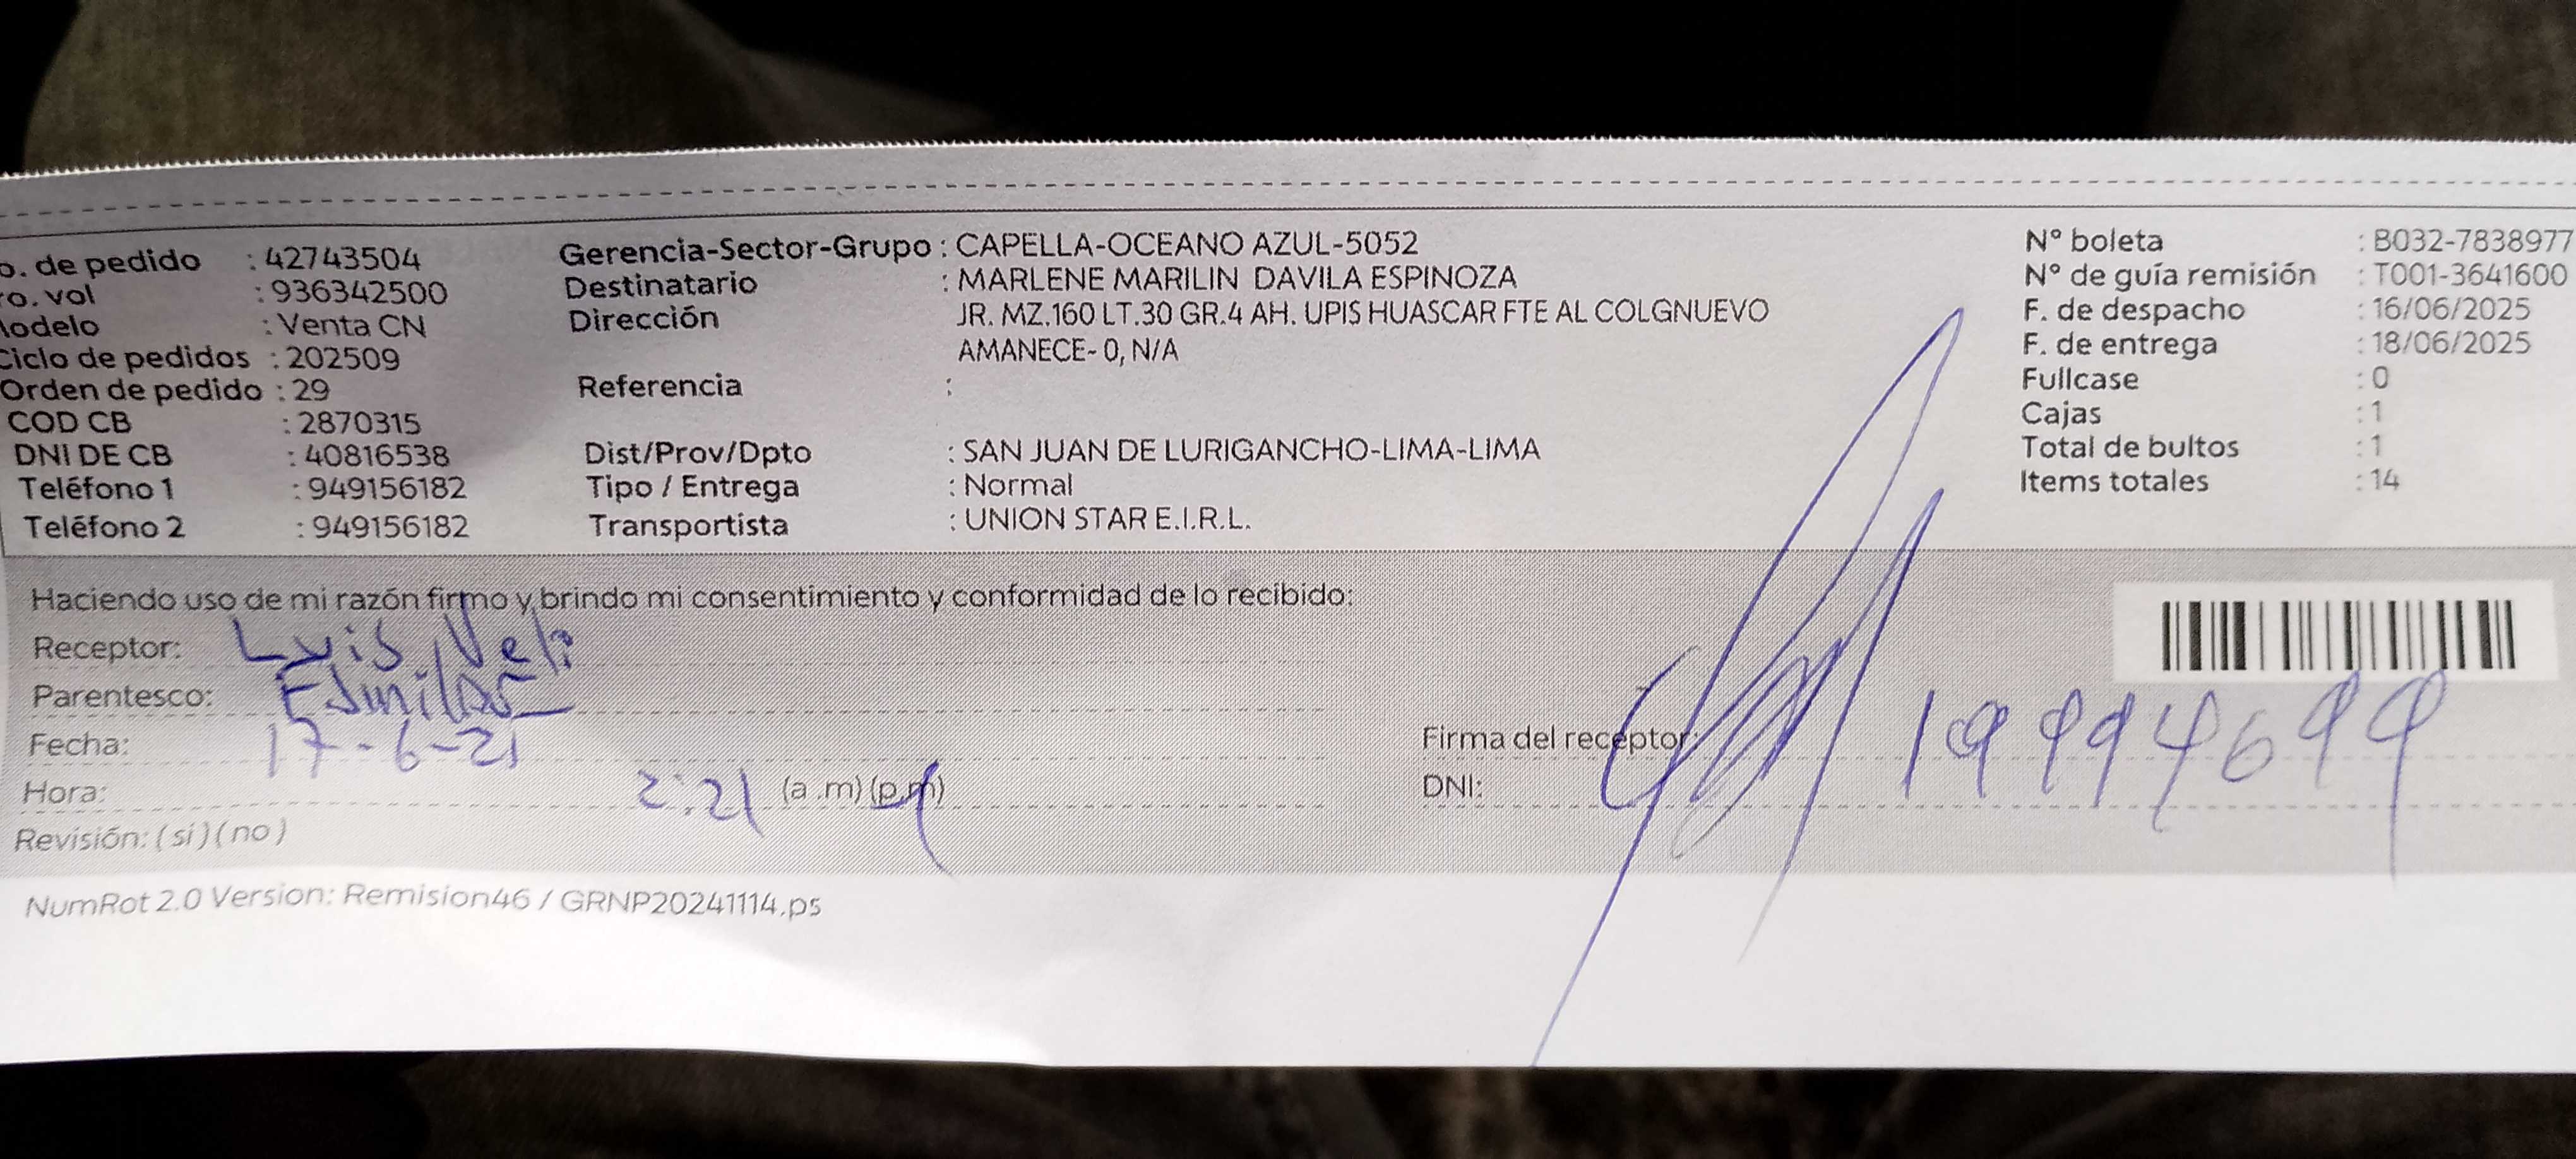 o. de pedido : 42743504
ro. vol : 936342500
lodelo : Venta CN
Ciclo de pedidos : 202509
Orden de pedido : 29
COD CB : 2870315
DNI DE CB : 40816538
Teléfono 1 : 949156182
Teléfono 2 : 949156182
Gerencia-Sector-Grupo : CAPELLA-OCEANO AZUL-5052
Destinatario : MARLENE MARILIN DAVILA ESPINOZA
Dirección JR. MZ.160 LT.30 GR.4 AH. UPIS HUASCAR FTE AL COLGNUEVO
AMANECE- 0, N/A
Referencia :
Dist/Prov/Dpto : SAN JUAN DE LURIGANCHO-LIMA-LIMA
Tipo / Entrega : Normal
Transportista : UNION STAR E.I.R.L.
N° boleta : B032-7838977
N° de guía remisión : T001-3641600
F. de despacho : 16/06/2025
F. de entrega : 18/06/2025
Fullcase : 0
Cajas : 1
Total de bultos : 1
Items totales : 14
Haciendo uso de mi razón firmo y brindo mi consentimiento y conformidad de lo recibido:
Receptor: Luis Veli
Parentesco: Familiar
Fecha: 17-6-21
Hora: 2:21 (a .m) (p.m)
Revisión: (si) (no)
Firma del receptor:
DNI: 19994699
NumRot 2.0 Version: Remision46 / GRNP20241114.ps